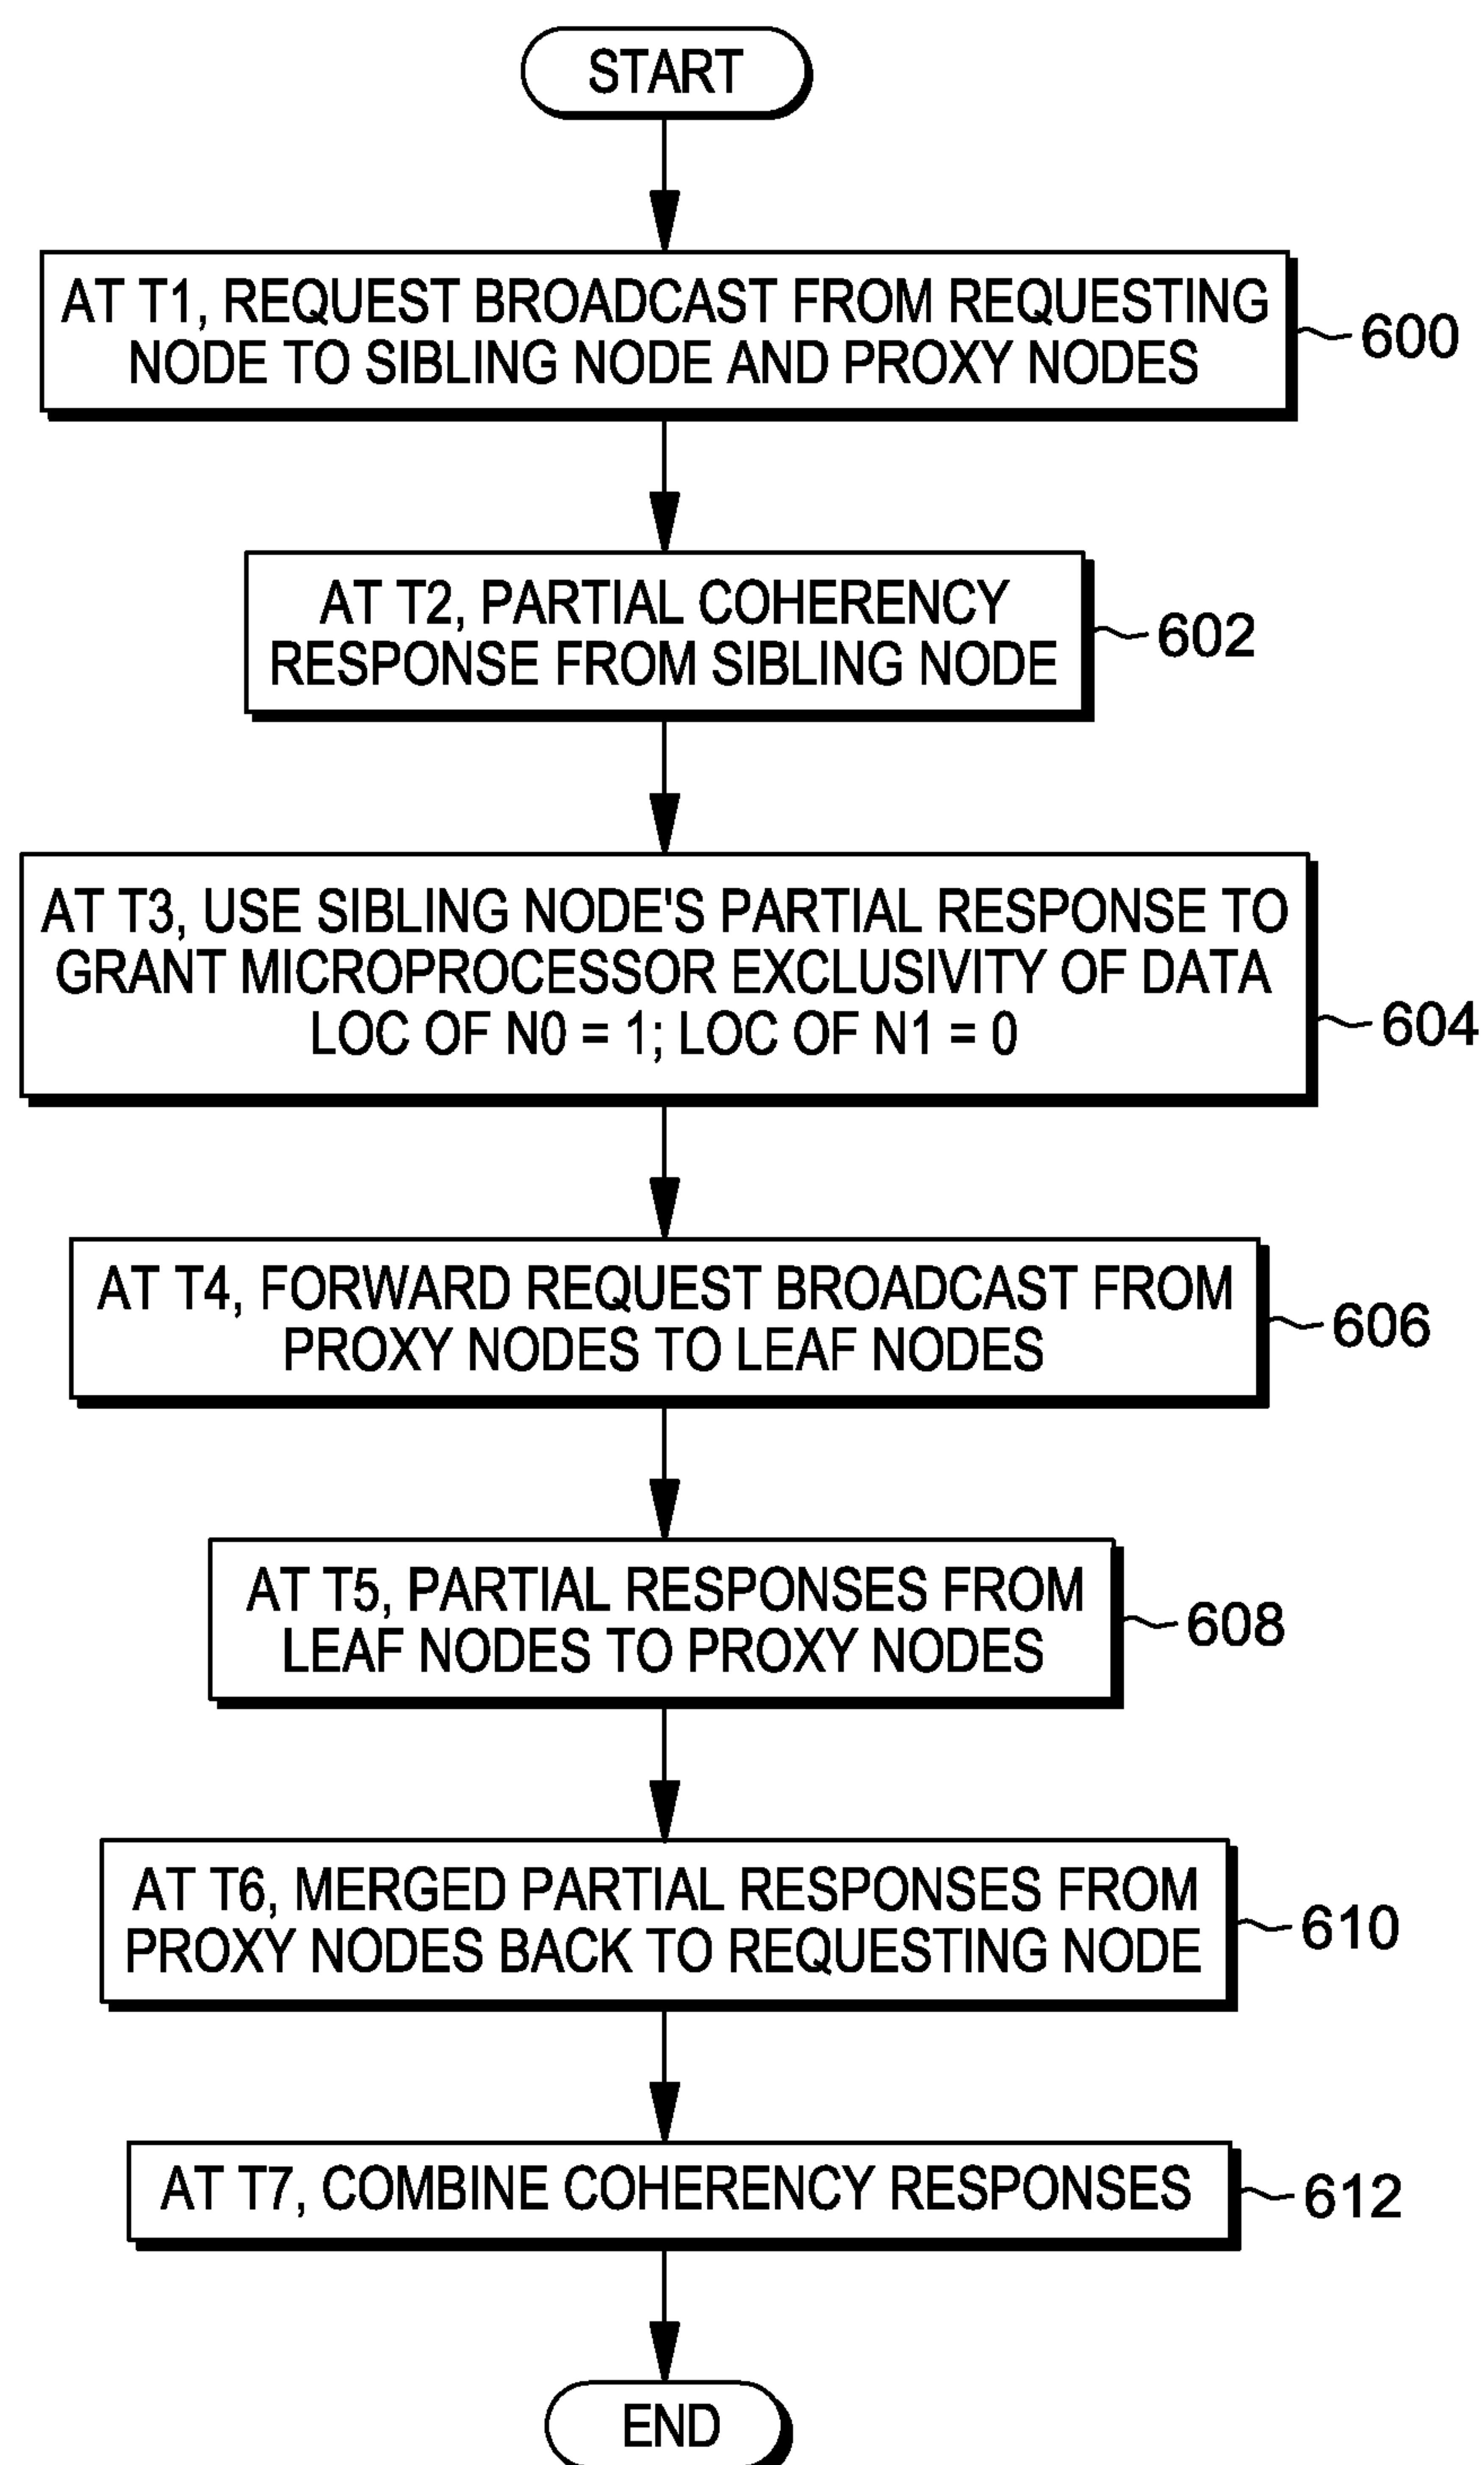 START
AT T1, REQUEST BROADCAST FROM REQUESTING
NODE TO SIBLING NODE AND PROXY NODES
600
AT T2, PARTIAL COHERENCY
RESPONSE FROM SIBLING NODE
602
AT T3, USE SIBLING NODE'S PARTIAL RESPONSE TO
GRANT MICROPROCESSOR EXCLUSIVITY OF DATA
LOC OF N0 = 1; LOC OF N1 = 0
604
AT T4, FORWARD REQUEST BROADCAST FROM
PROXY NODES TO LEAF NODES
606
AT T5, PARTIAL RESPONSES FROM
LEAF NODES TO PROXY NODES
608
AT T6, MERGED PARTIAL RESPONSES FROM
PROXY NODES BACK TO REQUESTING NODE
610
AT T7, COMBINE COHERENCY RESPONSES
612
END